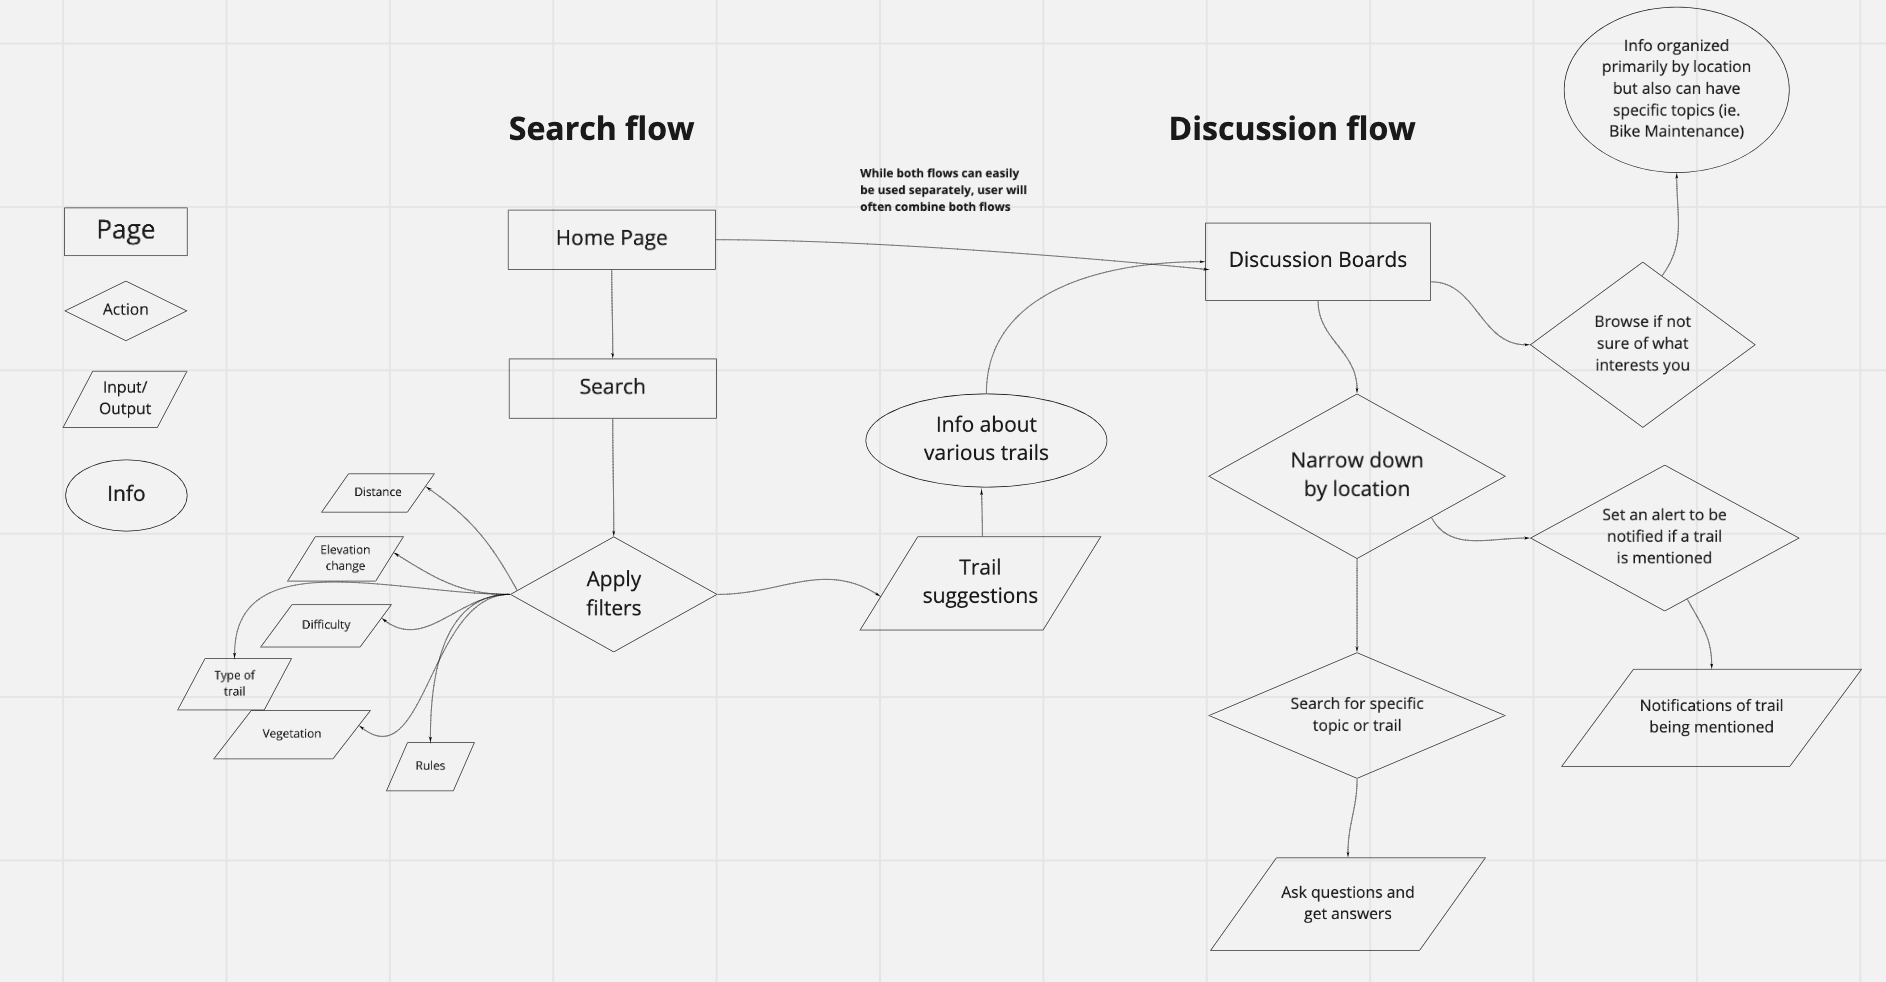 Search flow
Discussion flow
While both flows can easily
be used separately, user will
often combine both flows
Page
Action
Input/
Output
Info
Home Page
Search
Apply
filters
Distance
Elevation
change
Difficulty
Type of
trail
Vegetation
Rules
Trail
suggestions
Info about
various trails
Discussion Boards
Info organized
primarily by location
but also can have
specific topics (ie.
Bike Maintenance)
Browse if not
sure of what
interests you
Narrow down
by location
Set an alert to be
notified if a trail
is mentioned
Notifications of trail
being mentioned
Search for specific
topic or trail
Ask questions and
get answers